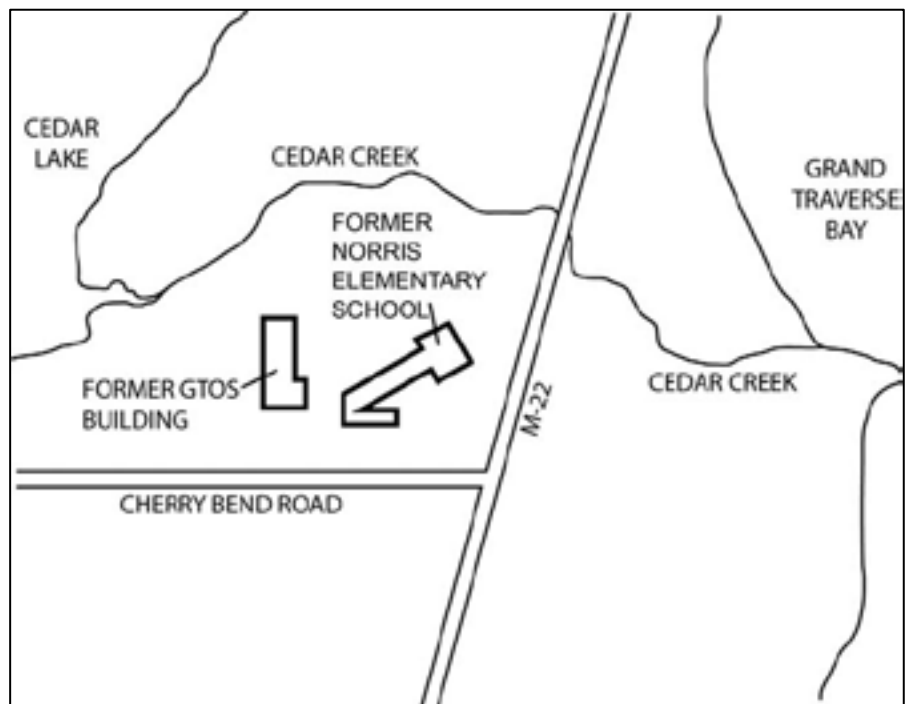 CEDAR
LAKE
CEDAR CREEK
GRAND
TRAVERSE
BAY
FORMER
NORRIS
ELEMENTARY
SCHOOL
FORMER GTOS
BUILDING
CEDAR CREEK
M-22
CHERRY BEND ROAD